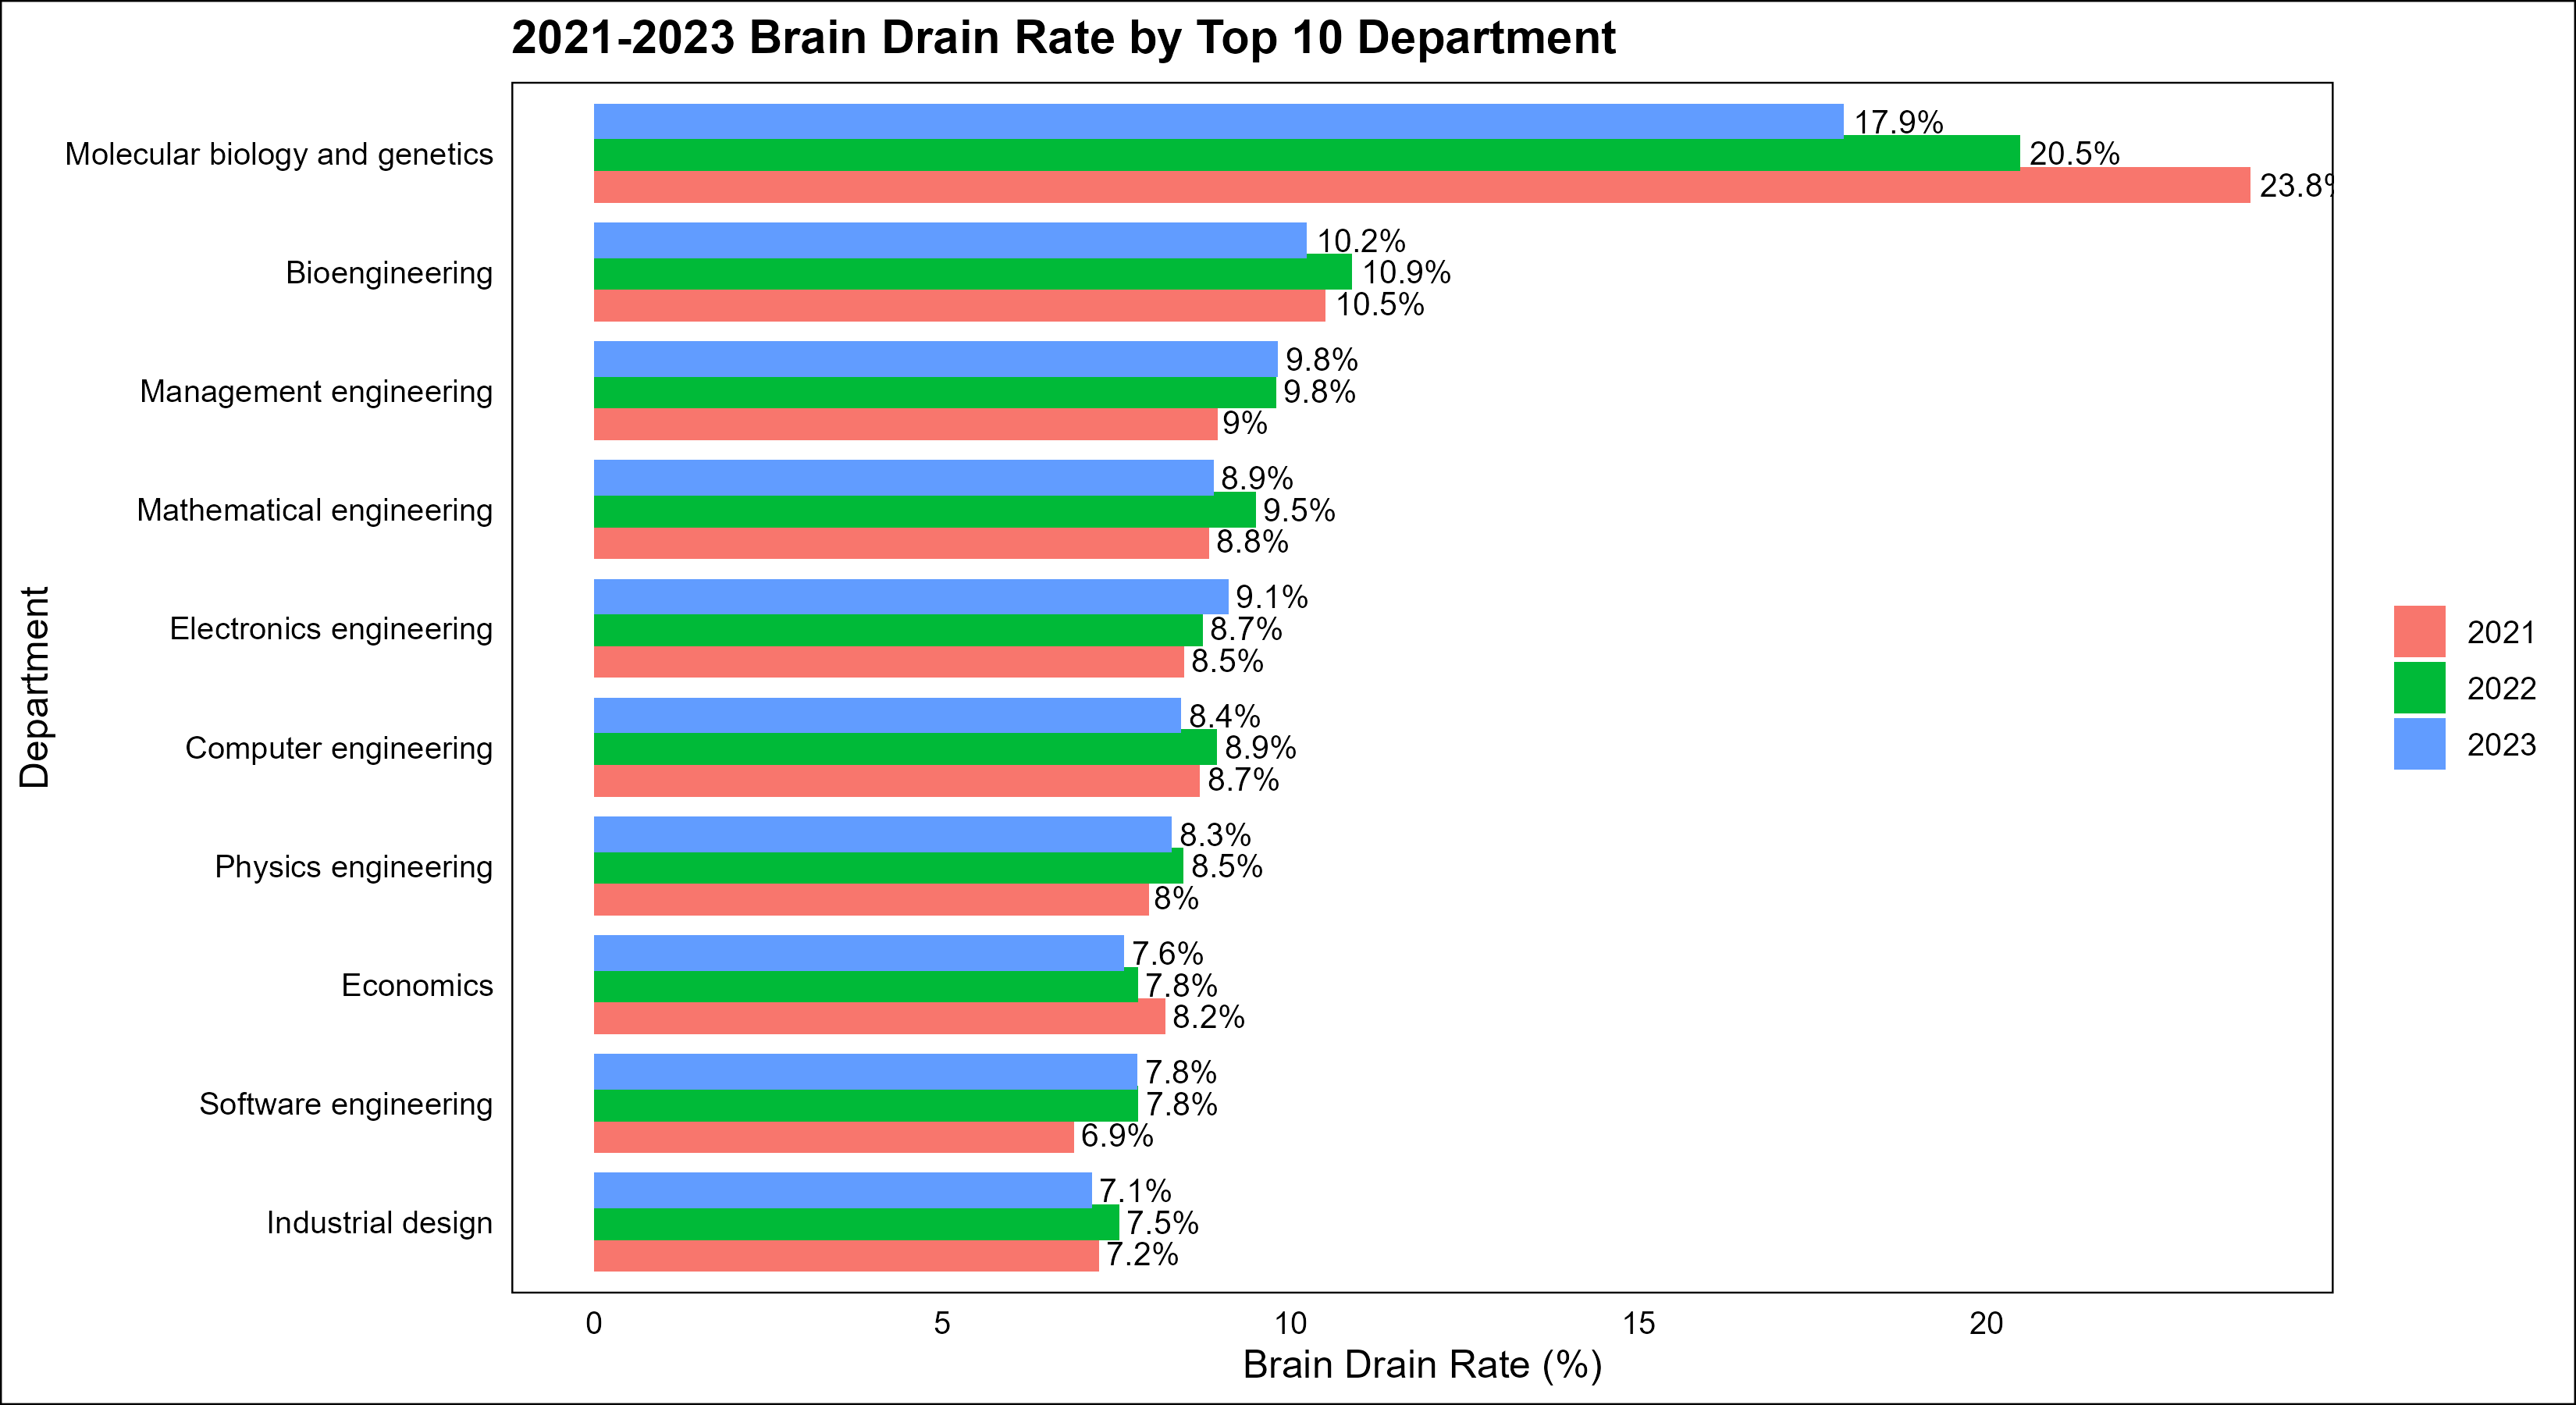 2021-2023 Brain Drain Rate by Top 10 Department
Department
Molecular biology and genetics
17.9%
20.5%
23.8%
Bioengineering
10.2%
10.9%
10.5%
Management engineering
9.8%
9.8%
9%
Mathematical engineering
8.9%
9.5%
8.8%
Electronics engineering
9.1%
8.7%
8.5%
Computer engineering
8.4%
8.9%
8.7%
Physics engineering
8.3%
8.5%
8%
Economics
7.6%
7.8%
8.2%
Software engineering
7.8%
7.8%
6.9%
Industrial design
7.1%
7.5%
7.2%
0 5 10 15 20
Brain Drain Rate (%)
2021
2022
2023